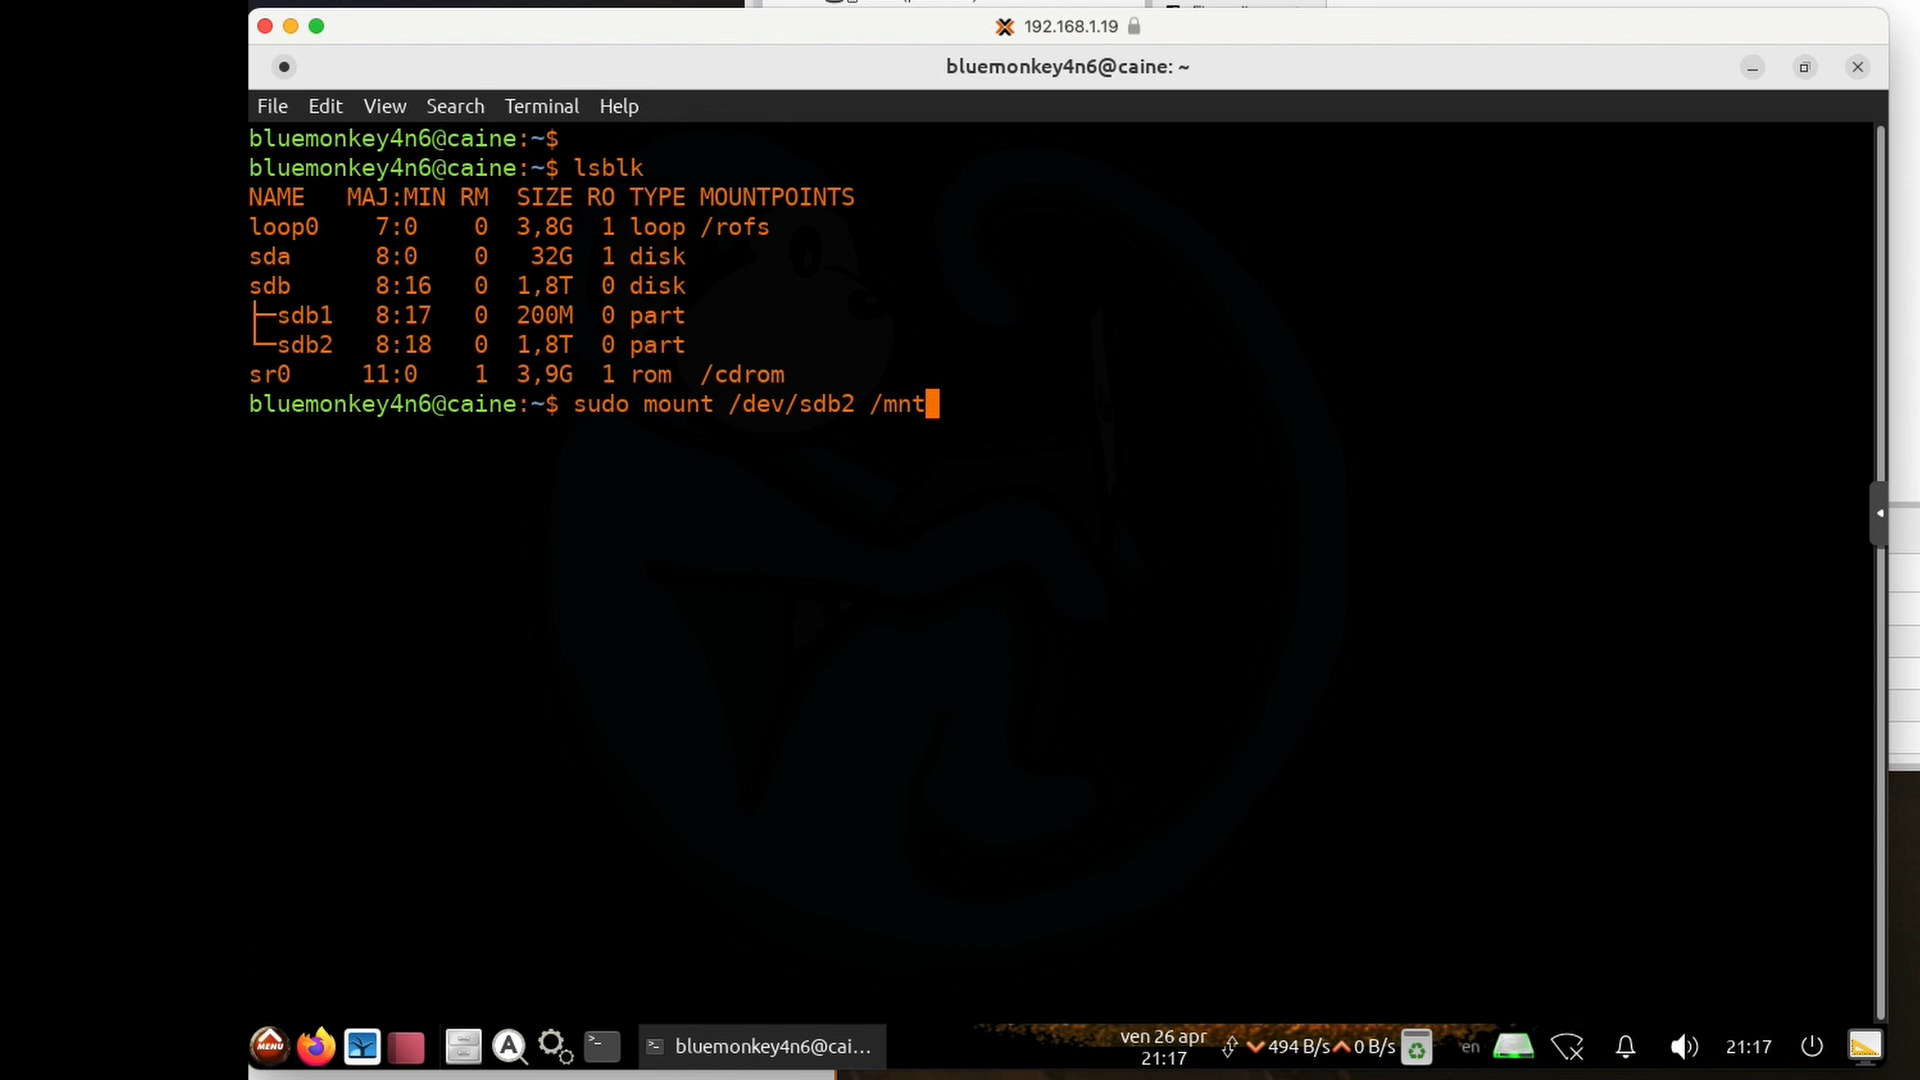 192.168.1.19
bluemonkey4n6@caine: ~
File Edit View Search Terminal Help
bluemonkey4n6@caine:~$
bluemonkey4n6@caine:~$ lsblk
NAME   MAJ:MIN RM   SIZE RO TYPE MOUNTPOINTS
loop0    7:0    0   3,8G  1 loop /rofs
sda      8:0    0    32G  1 disk
sdb      8:16   0   1,8T  0 disk
├─sdb1   8:17   0   200M  0 part
└─sdb2   8:18   0   1,8T  0 part
sr0     11:0    1   3,9G  1 rom  /cdrom
bluemonkey4n6@caine:~$ sudo mount /dev/sdb2 /mnt
MENU
bluemonkey4n6@cai...
ven 26 apr
21:17
494 B/s 0 B/s
en
21:17